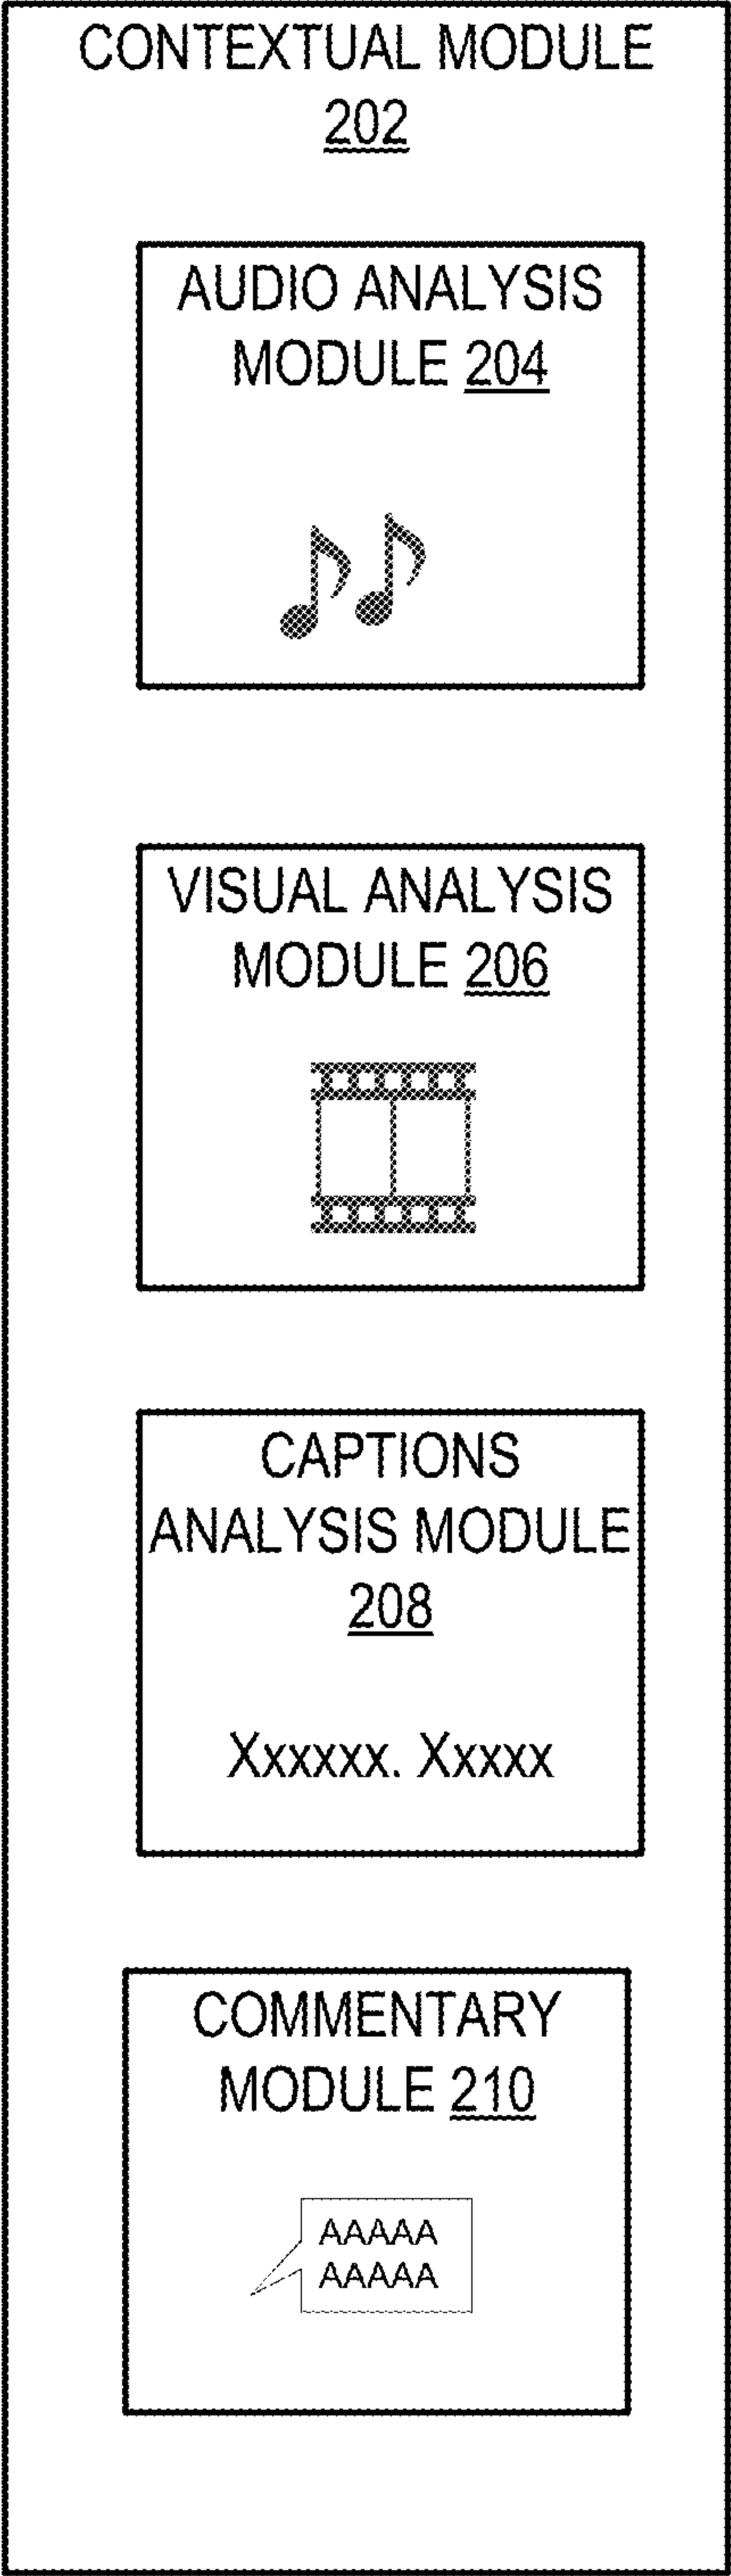 CONTEXTUAL MODULE
202
AUDIO ANALYSIS
MODULE 204
VISUAL ANALYSIS
MODULE 206
CAPTIONS
ANALYSIS MODULE
208
Xxxxxx. Xxxxx
COMMENTARY
MODULE 210
AAAAA
AAAAA